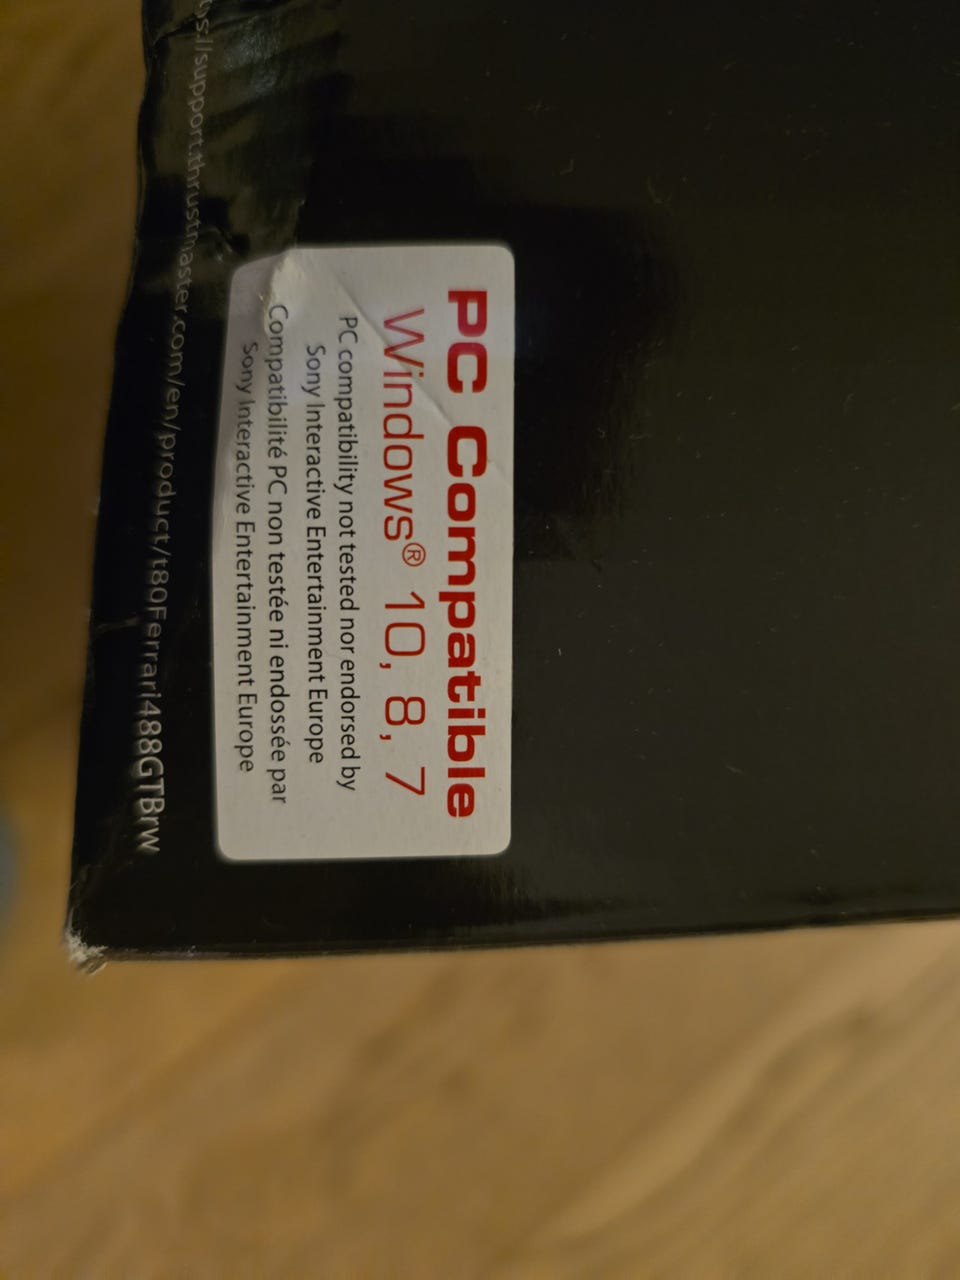 PC Compatible
Windows® 10, 8, 7
PC compatibility not tested nor endorsed by
Sony Interactive Entertainment Europe
Compatibilité PC non testée ni endossée par
Sony Interactive Entertainment Europe
ps://support.thrustmaster.com/en/product/t80Ferrari488GTBrw